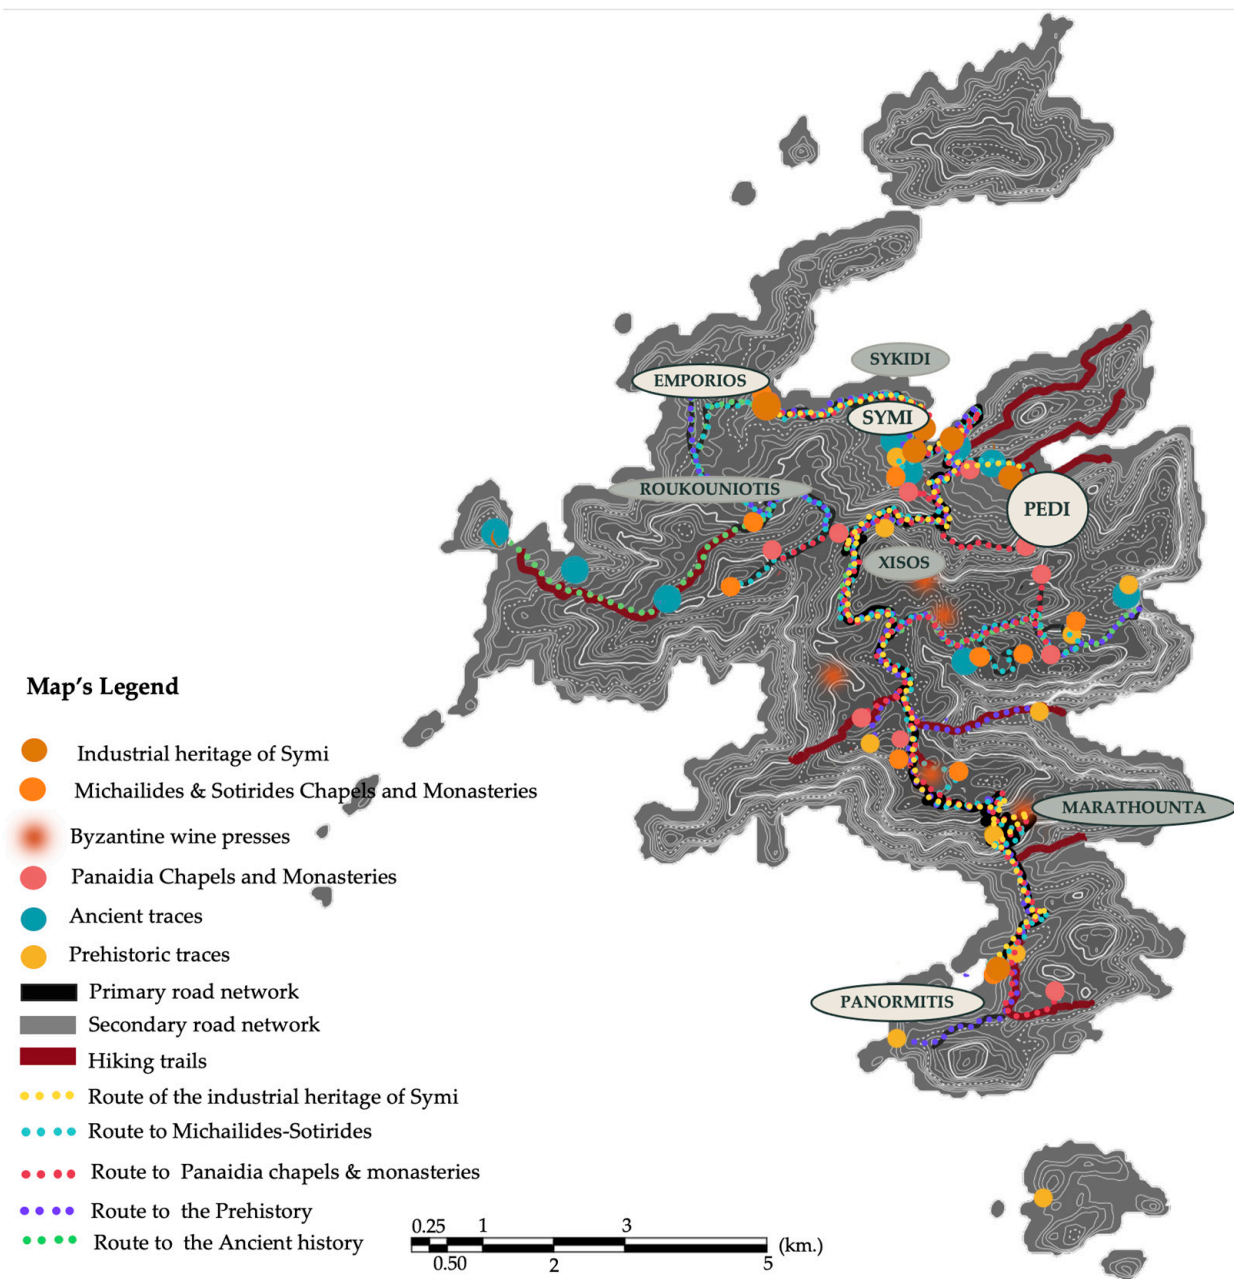 SYKIDI
EMPORIOS
SYMI
ROUKOUNIOTIS
PEDI
XISOS
Map's Legend
Industrial heritage of Symi
Michailides & Sotirides Chapels and Monasteries
MARATHOUNTA
Byzantine wine presses
Panaidia Chapels and Monasteries
Ancient traces
Prehistoric traces
Primary road network
PANORMITIS
Secondary road network
Hiking trails
Route of the industrial heritage of Symi
Route to Michailides-Sotirides
Route to Panaidia chapels & monasteries
Route to the Prehistory
Route to the Ancient history
0.25 1 3
(km.)
0.50 2 5